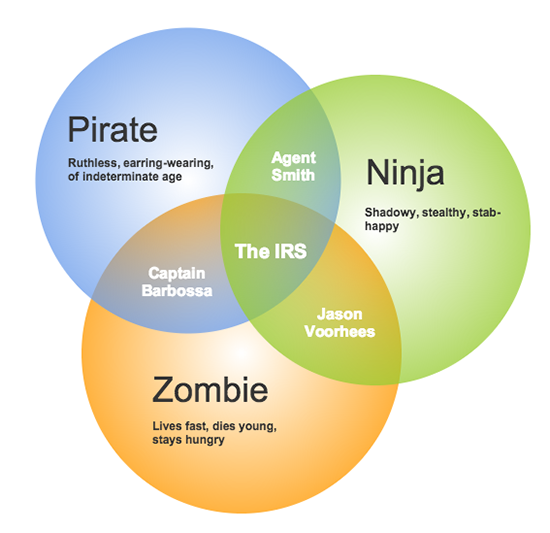 Pirate
Ruthless, earring-wearing,
of indeterminate age
Agent
Smith
Ninja
Shadowy, stealthy, stab-
happy
The IRS
Captain
Barbossa
Jason
Voorhees
Zombie
Lives fast, dies young,
stays hungry